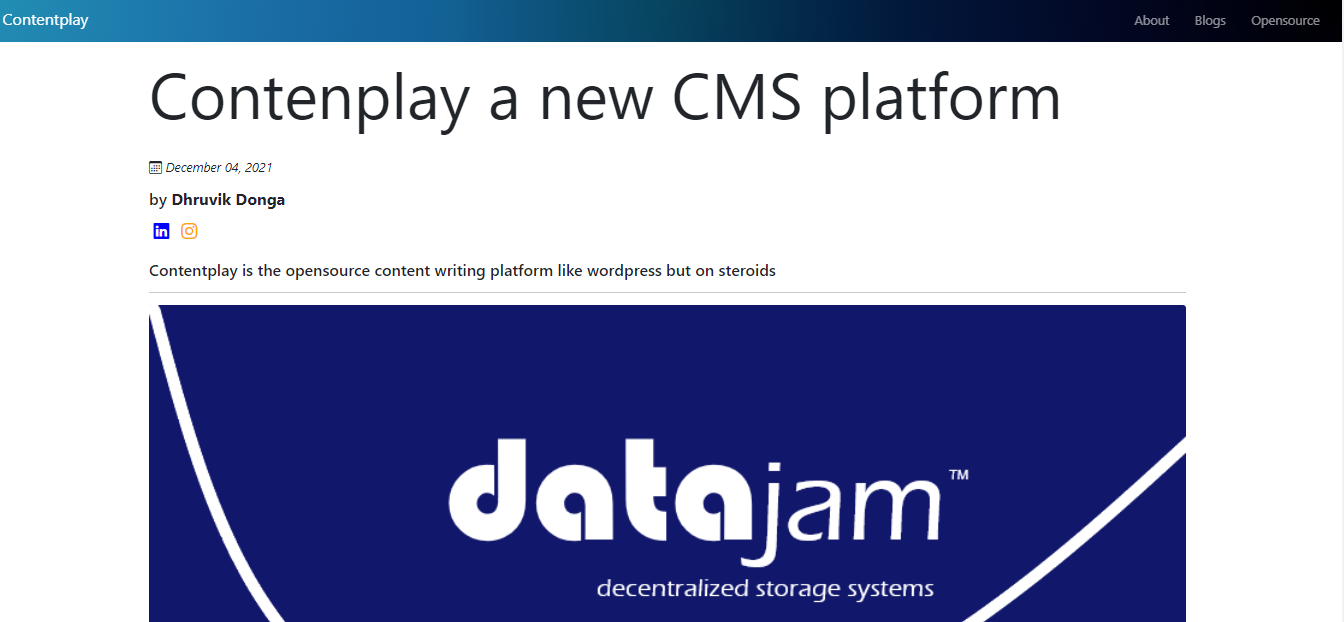 Contentplay
About Blogs Opensource
Contenplay a new CMS platform
December 04, 2021
by Dhruvik Donga
in
Contentplay is the opensource content writing platform like wordpress but on steroids
datajam™
decentralized storage systems